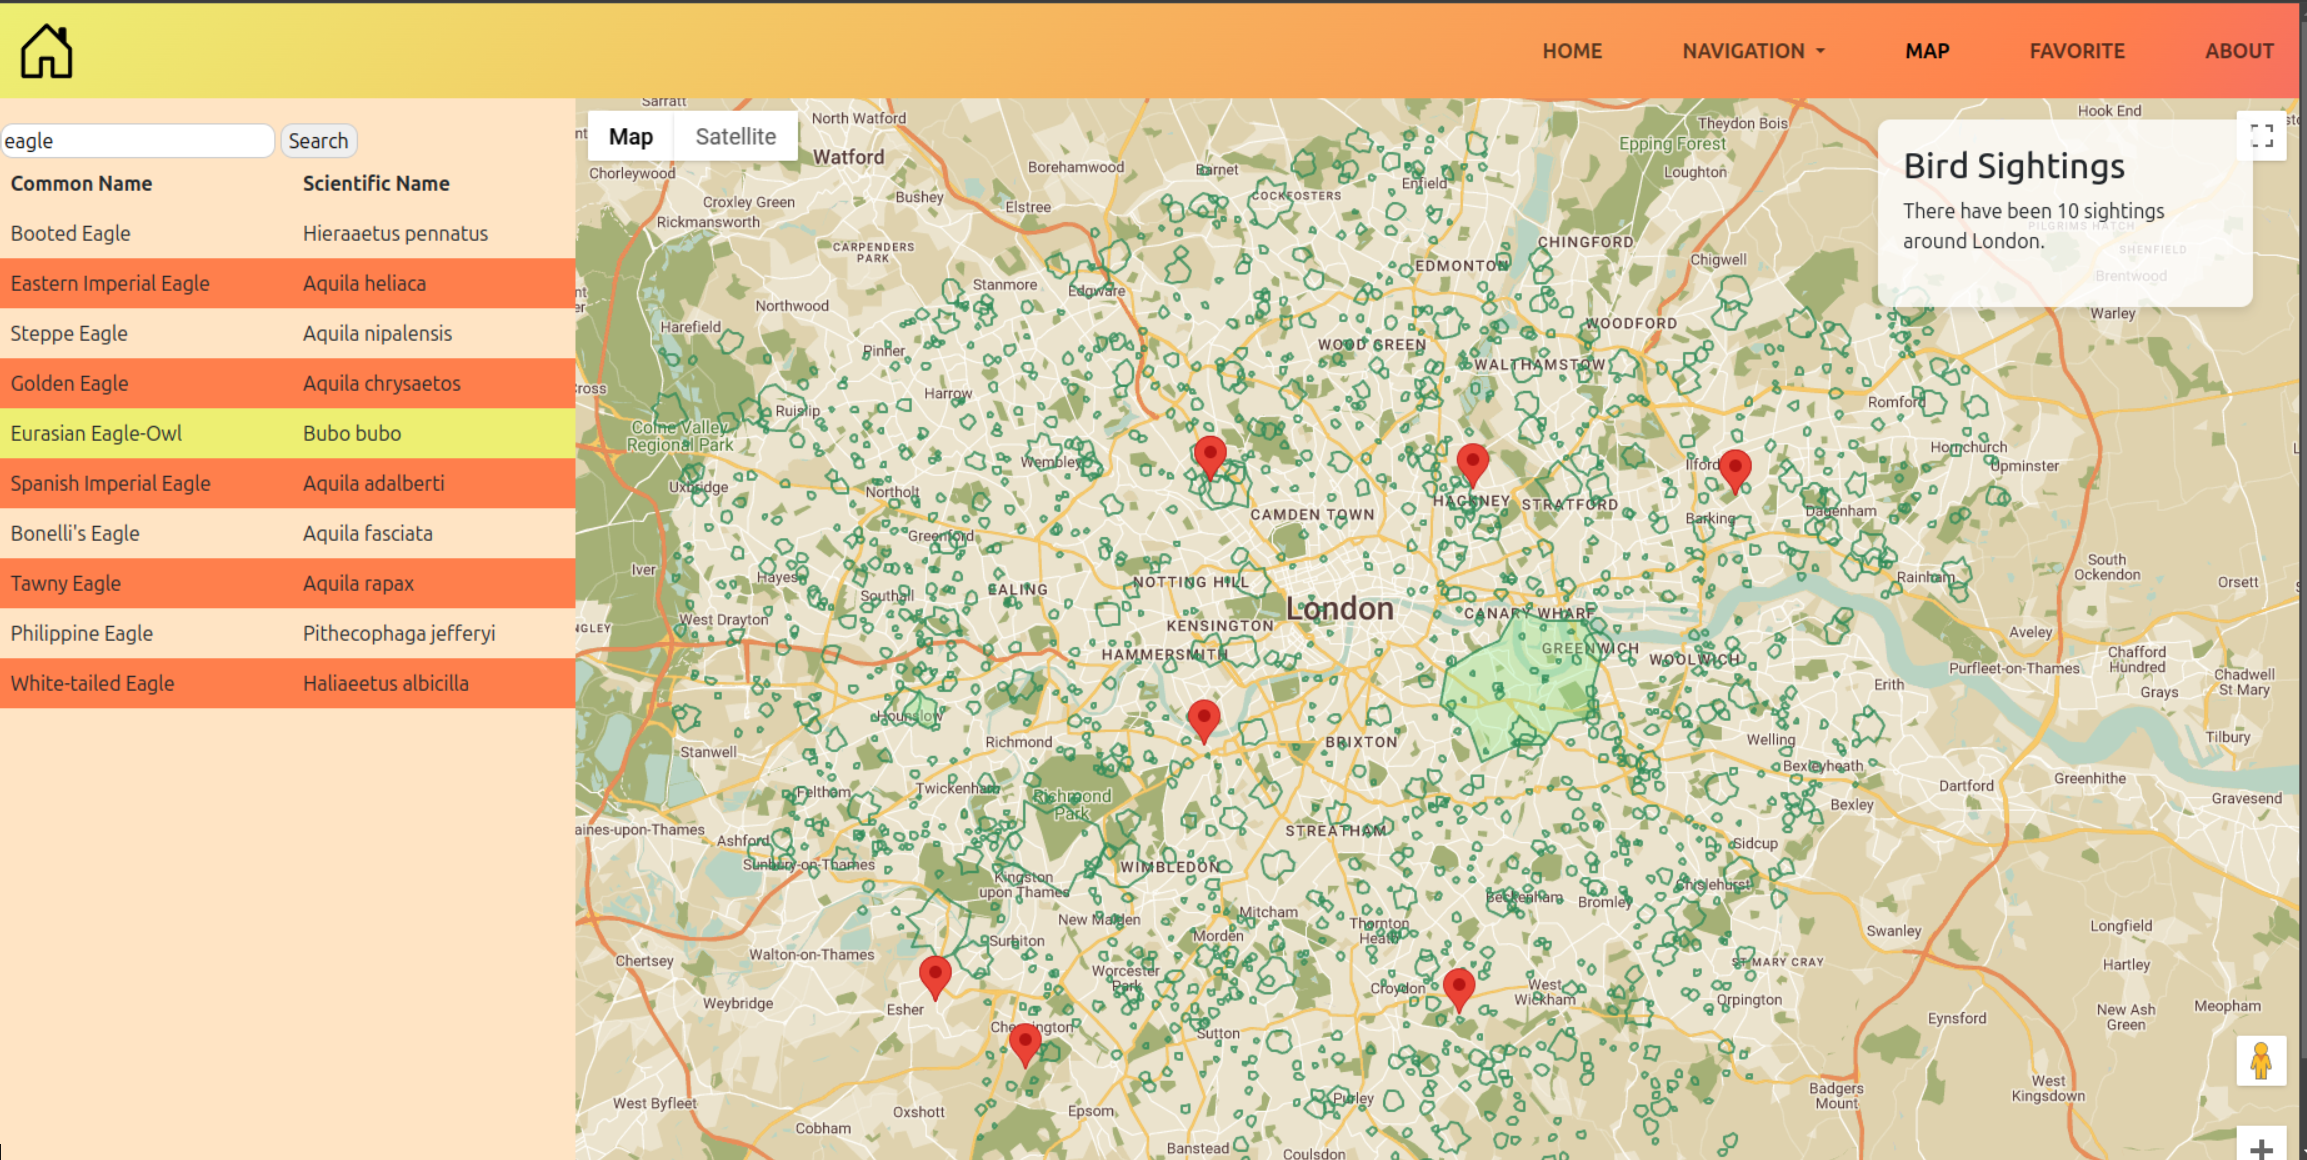 HOME NAVIGATION MAP FAVORITE ABOUT
eagle Search
Common Name Scientific Name
Booted Eagle Hieraaetus pennatus
Eastern Imperial Eagle Aquila heliaca
Steppe Eagle Aquila nipalensis
Golden Eagle Aquila chrysaetos
Eurasian Eagle-Owl Bubo bubo
Spanish Imperial Eagle Aquila adalberti
Bonelli's Eagle Aquila fasciata
Tawny Eagle Aquila rapax
Philippine Eagle Pithecophaga jefferyi
White-tailed Eagle Haliaeetus albicilla
Map Satellite
Bird Sightings
There have been 10 sightings
around London.
Sarratt
North Watford
Theydon Bois
Hook End
Epping Forest
Watford
Chorleywood
Borehamwood
Barnet
Enfield
Loughton
Croxley Green
Bushey
COCKFOSTERS
Elstree
Rickmansworth
PILGRIMS HATCH
CARPENDERS
PARK
CHINGFORD
SHENFIELD
EDMONTON
Chigwell
Brentwood
Stanmore
Edgware
Northwood
Warley
Harefield
WOODFORD
Pinner
WOOD GREEN
WALTHAMSTOW
Harrow
Romford
Ruislip
Colne Valley
Regional Park
Hornchurch
Wembley
Ilford
Upminster
Uxbridge
Northolt
HACKNEY
STRATFORD
CAMDEN TOWN
Barking
Dagenham
Greenford
Iver
Hayes
NOTTING HILL
EALING
Southall
Rainham
South
Ockendon
Orsett
London
CANARY WHARF
West Drayton
KENSINGTON
NGLEY
Aveley
HAMMERSMITH
GREENWICH
WOOLWICH
Purfleet-on-Thames
Chafford
Hundred
Chadwell
St Mary
Erith
Grays
Hounslow
Richmond
BRIXTON
Welling
Tilbury
Stanwell
Bexleyheath
Feltham
Twickenham
Richmond
Park
Dartford
Greenhithe
Gravesend
Bexley
aines-upon-Thames
Ashford
STREATHAM
Sidcup
Sunbury-on-Thames
WIMBLEDON
Kingston
upon Thames
Chislehurst
Beckenham
Bromley
New Malden
Mitcham
Thornton
Heath
Swanley
Longfield
Surbiton
Morden
Walton-on-Thames
Chertsey
ST MARY CRAY
Hartley
Worcester
Park
Croydon
West
Wickham
Weybridge
Esher
Orpington
New Ash
Green
Meopham
Chessington
Sutton
Eynsford
West Byfleet
Oxshott
Epsom
Purley
Badgers
Mount
West
Kingsdown
Cobham
Banstead
Coulsdon